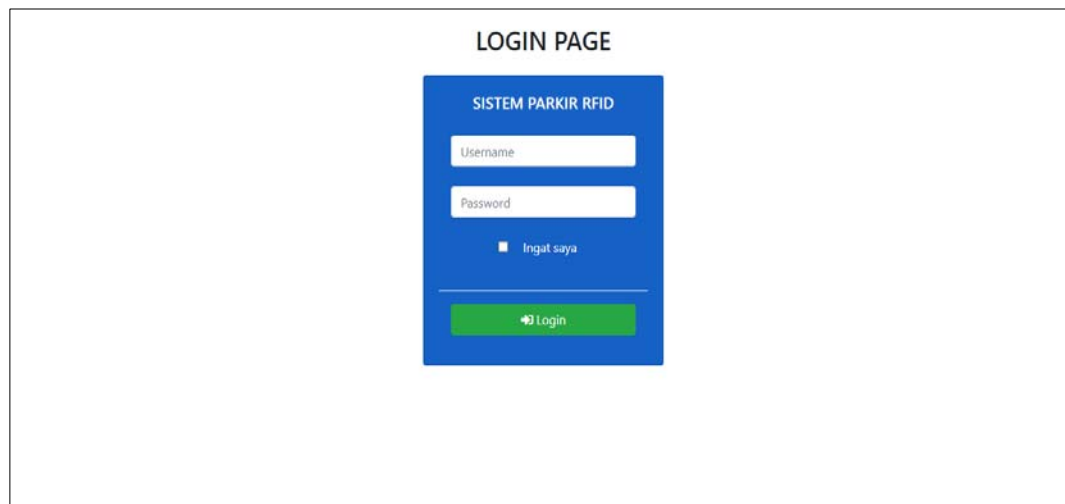 LOGIN PAGE
SISTEM PARKIR RFID
Username
Password
Ingat saya
Login